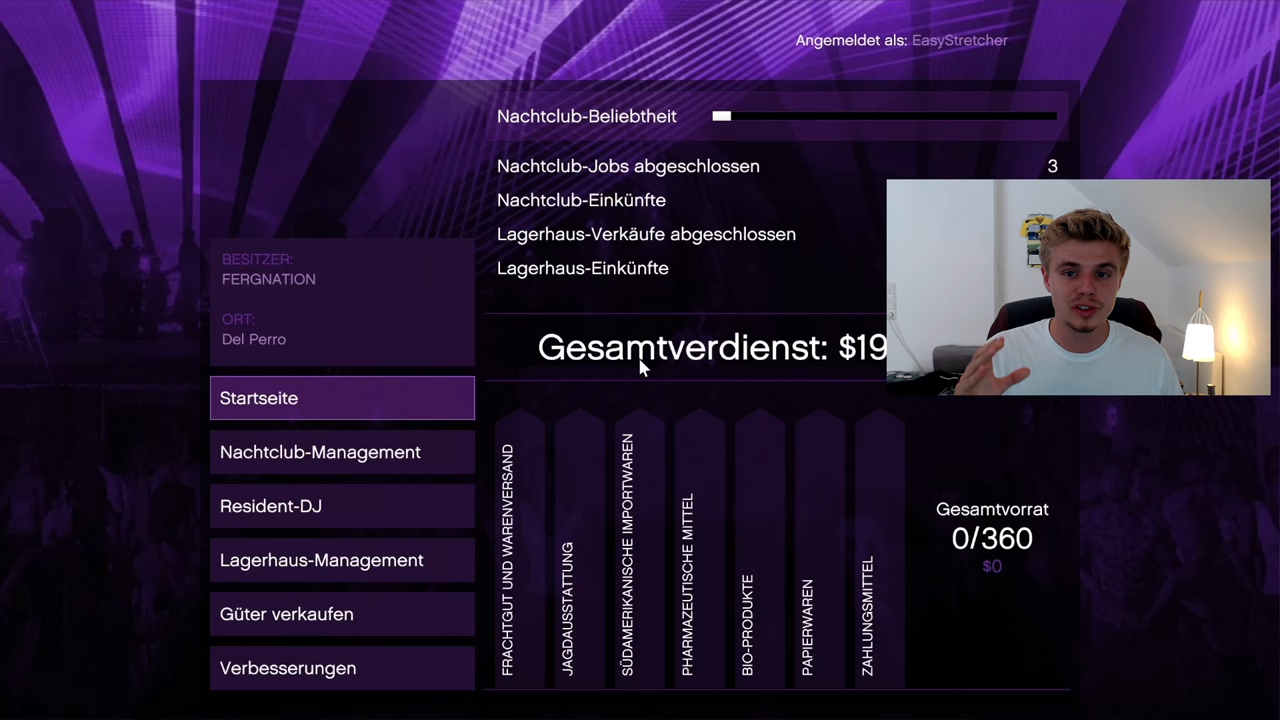 Angemeldet als: EasyStretcher
Nachtclub-Beliebtheit
Nachtclub-Jobs abgeschlossen 3
Nachtclub-Einkünfte
Lagerhaus-Verkäufe abgeschlossen
Lagerhaus-Einkünfte
BESITZER:
FERGNATION
ORT:
Del Perro
Gesamtverdienst: $19
Startseite
Nachtclub-Management
Resident-DJ
Lagerhaus-Management
Güter verkaufen
Verbesserungen
FRACHTGUT UND WARENVERSAND
JAGDAUSSTATTUNG
SÜDAMERIKANISCHE IMPORTWAREN
PHARMAZEUTISCHE MITTEL
BIO-PRODUKTE
PAPIERWAREN
ZAHLUNGSMITTEL
Gesamtvorrat
0/360
$0